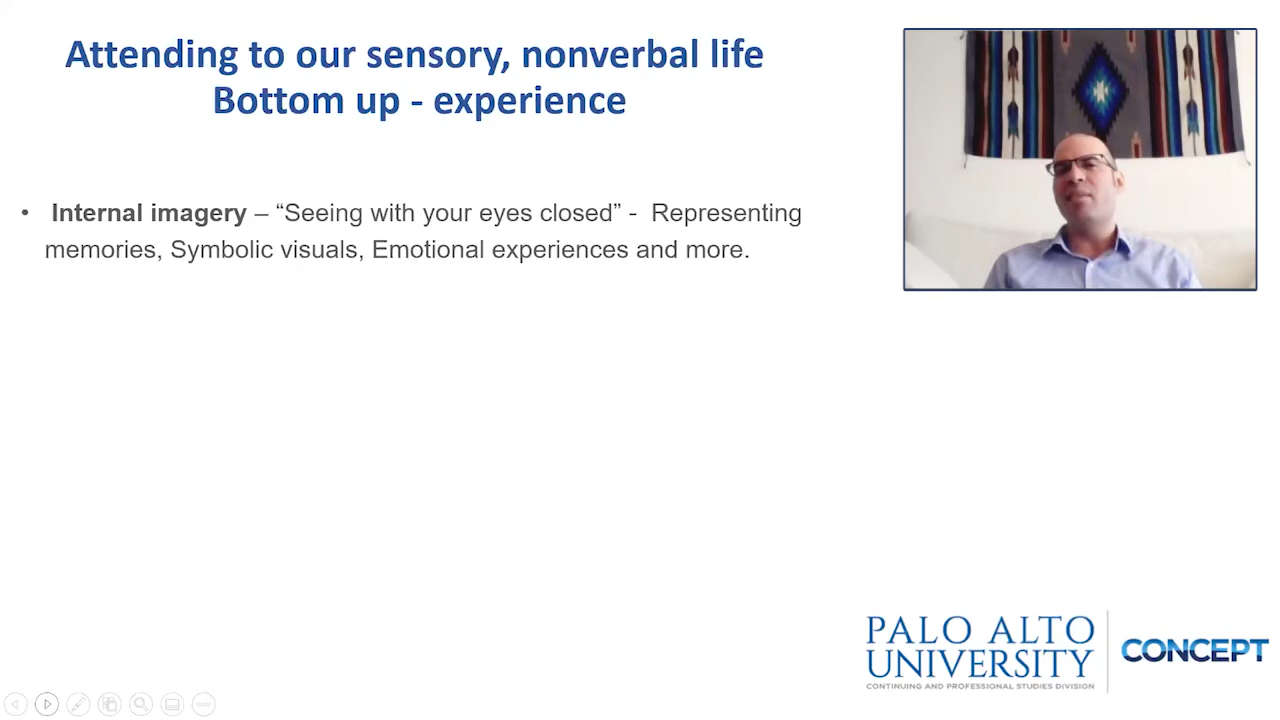 Attending to our sensory, nonverbal life
Bottom up - experience
• Internal imagery – “Seeing with your eyes closed” - Representing
memories, Symbolic visuals, Emotional experiences and more.
PALO ALTO
UNIVERSITY
CONTINUING AND PROFESSIONAL STUDIES DIVISION
CONCEPT